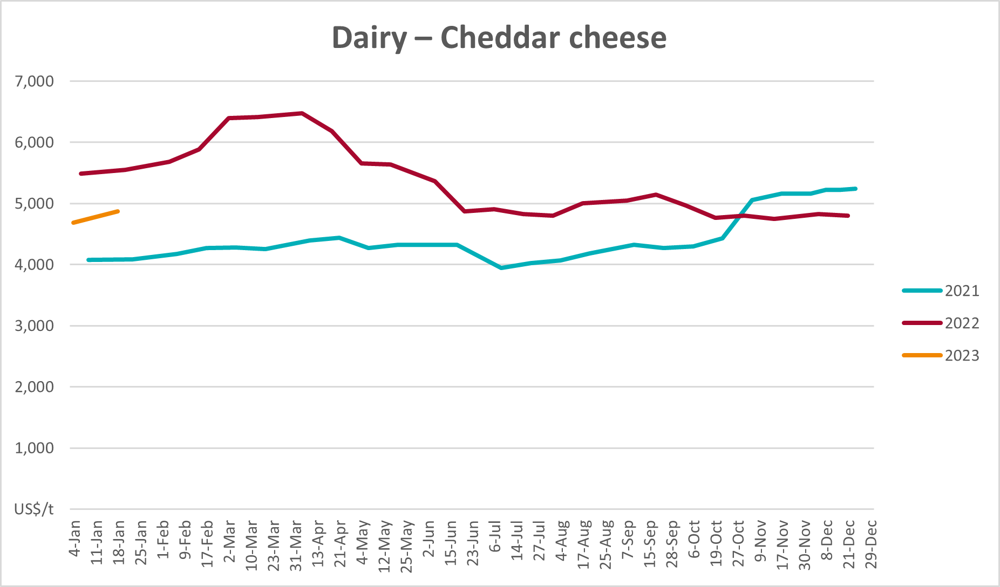 Dairy – Cheddar cheese
7,000
6,000
5,000
4,000
3,000
2,000
1,000
US$/t
4-Jan
11-Jan
18-Jan
25-Jan
1-Feb
9-Feb
17-Feb
2-Mar
10-Mar
23-Mar
31-Mar
13-Apr
21-Apr
4-May
12-May
25-May
2-Jun
15-Jun
23-Jun
6-Jul
14-Jul
27-Jul
4-Aug
17-Aug
25-Aug
7-Sep
15-Sep
28-Sep
6-Oct
19-Oct
27-Oct
9-Nov
17-Nov
30-Nov
8-Dec
21-Dec
29-Dec
2021
2022
2023